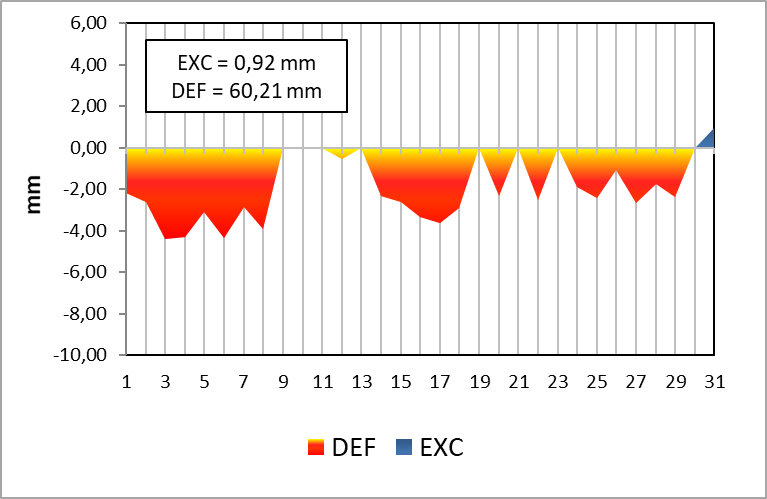 6,00
4,00
2,00
0,00
-2,00
-4,00
-6,00
-8,00
-10,00
mm
EXC = 0,92 mm
DEF = 60,21 mm
1 3 5 7 9 11 13 15 17 19 21 23 25 27 29 31
DEF EXC